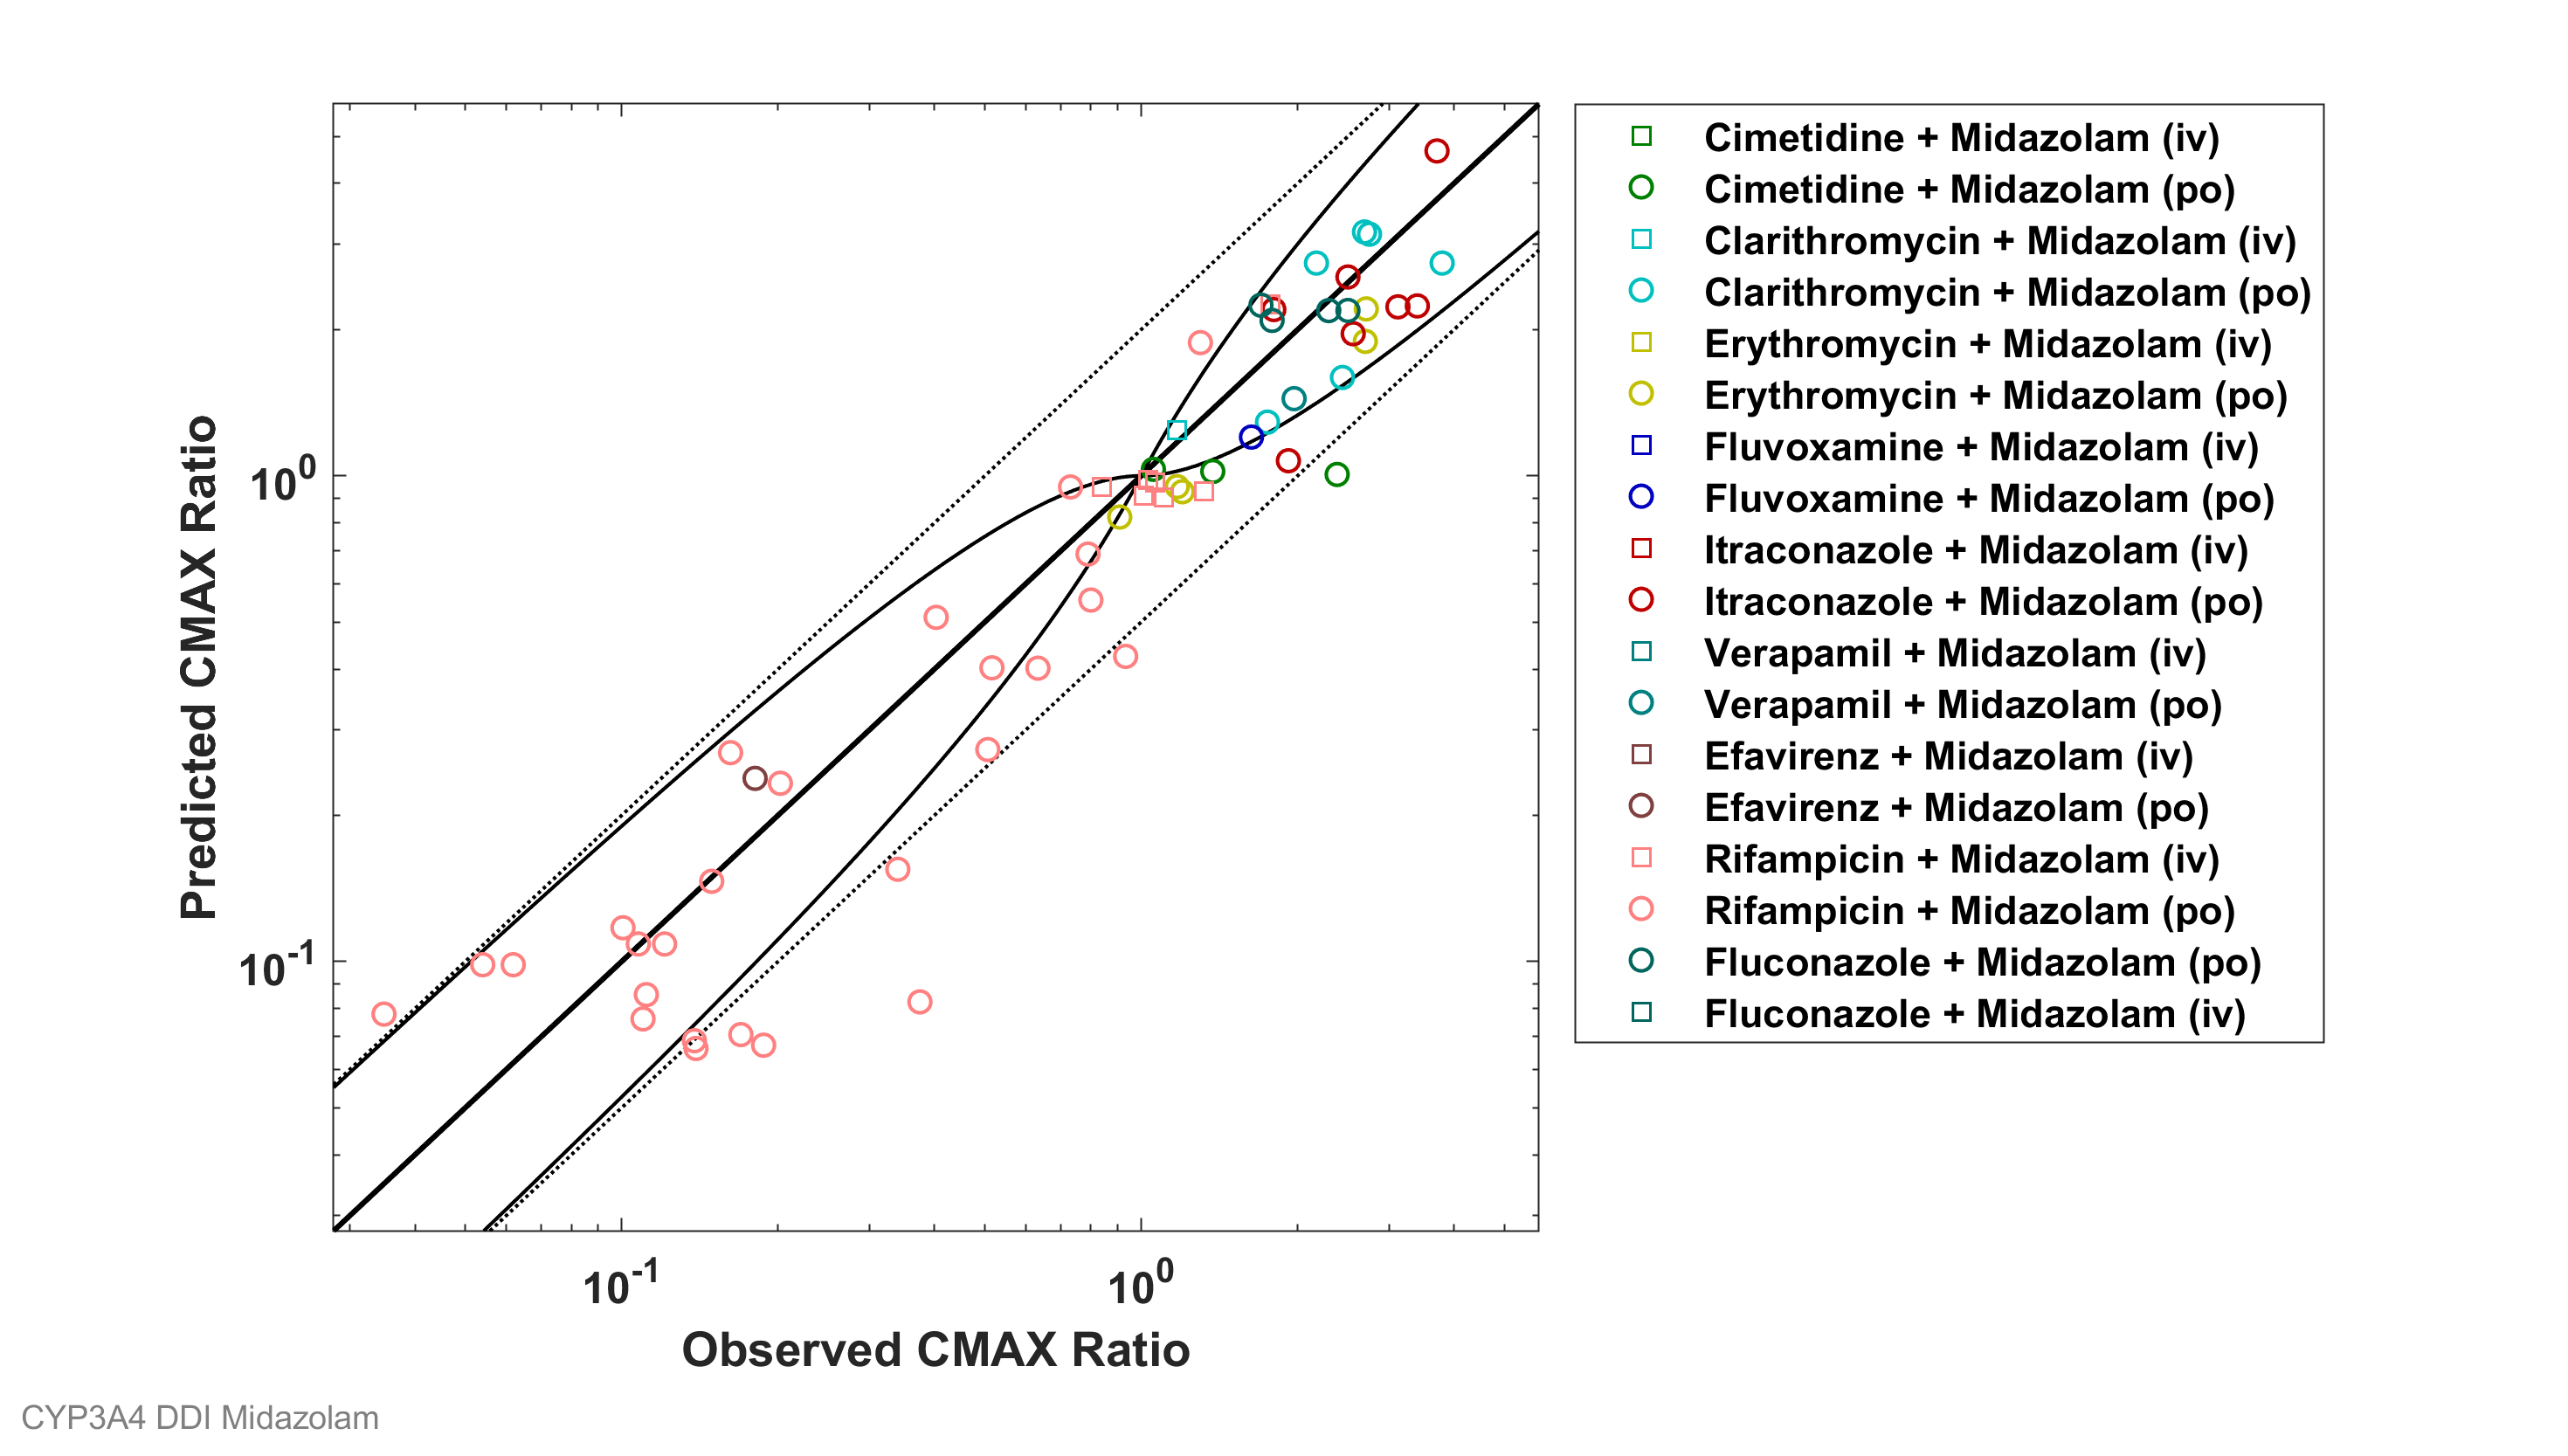 Cimetidine + Midazolam (iv)
Cimetidine + Midazolam (po)
Clarithromycin + Midazolam (iv)
Clarithromycin + Midazolam (po)
Erythromycin + Midazolam (iv)
Erythromycin + Midazolam (po)
Fluvoxamine + Midazolam (iv)
Fluvoxamine + Midazolam (po)
Itraconazole + Midazolam (iv)
Itraconazole + Midazolam (po)
Verapamil + Midazolam (iv)
Verapamil + Midazolam (po)
Efavirenz + Midazolam (iv)
Efavirenz + Midazolam (po)
Rifampicin + Midazolam (iv)
Rifampicin + Midazolam (po)
Fluconazole + Midazolam (po)
Fluconazole + Midazolam (iv)
Predicted CMAX Ratio
10^0
10^-1
10^-1
10^0
Observed CMAX Ratio
CYP3A4 DDI Midazolam